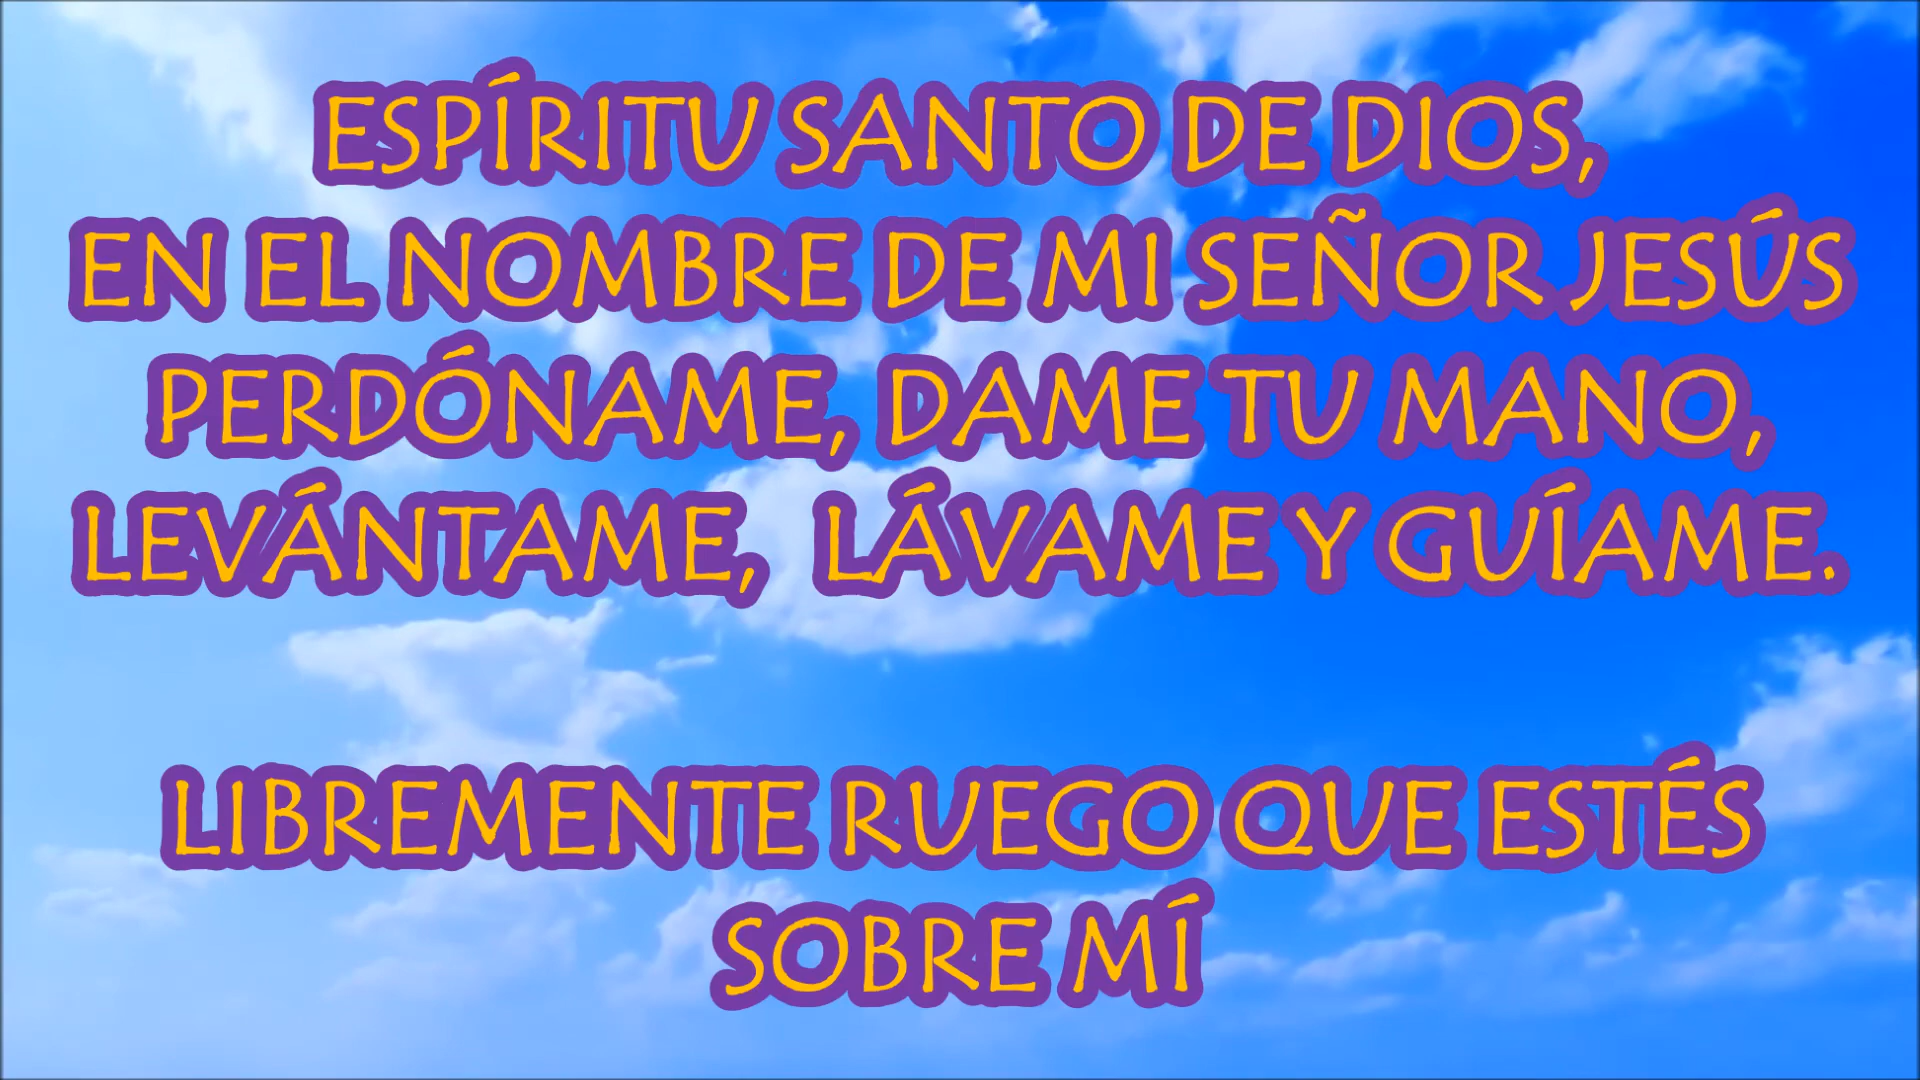 ESPÍRITU SANTO DE DIOS,
EN EL NOMBRE DE MI SEÑOR JESÚS
PERDÓNAME, DAME TU MANO,
LEVÁNTAME, LÁVAME Y GUÍAME.
LIBREMENTE RUEGO QUE ESTÉS
SOBRE MÍ